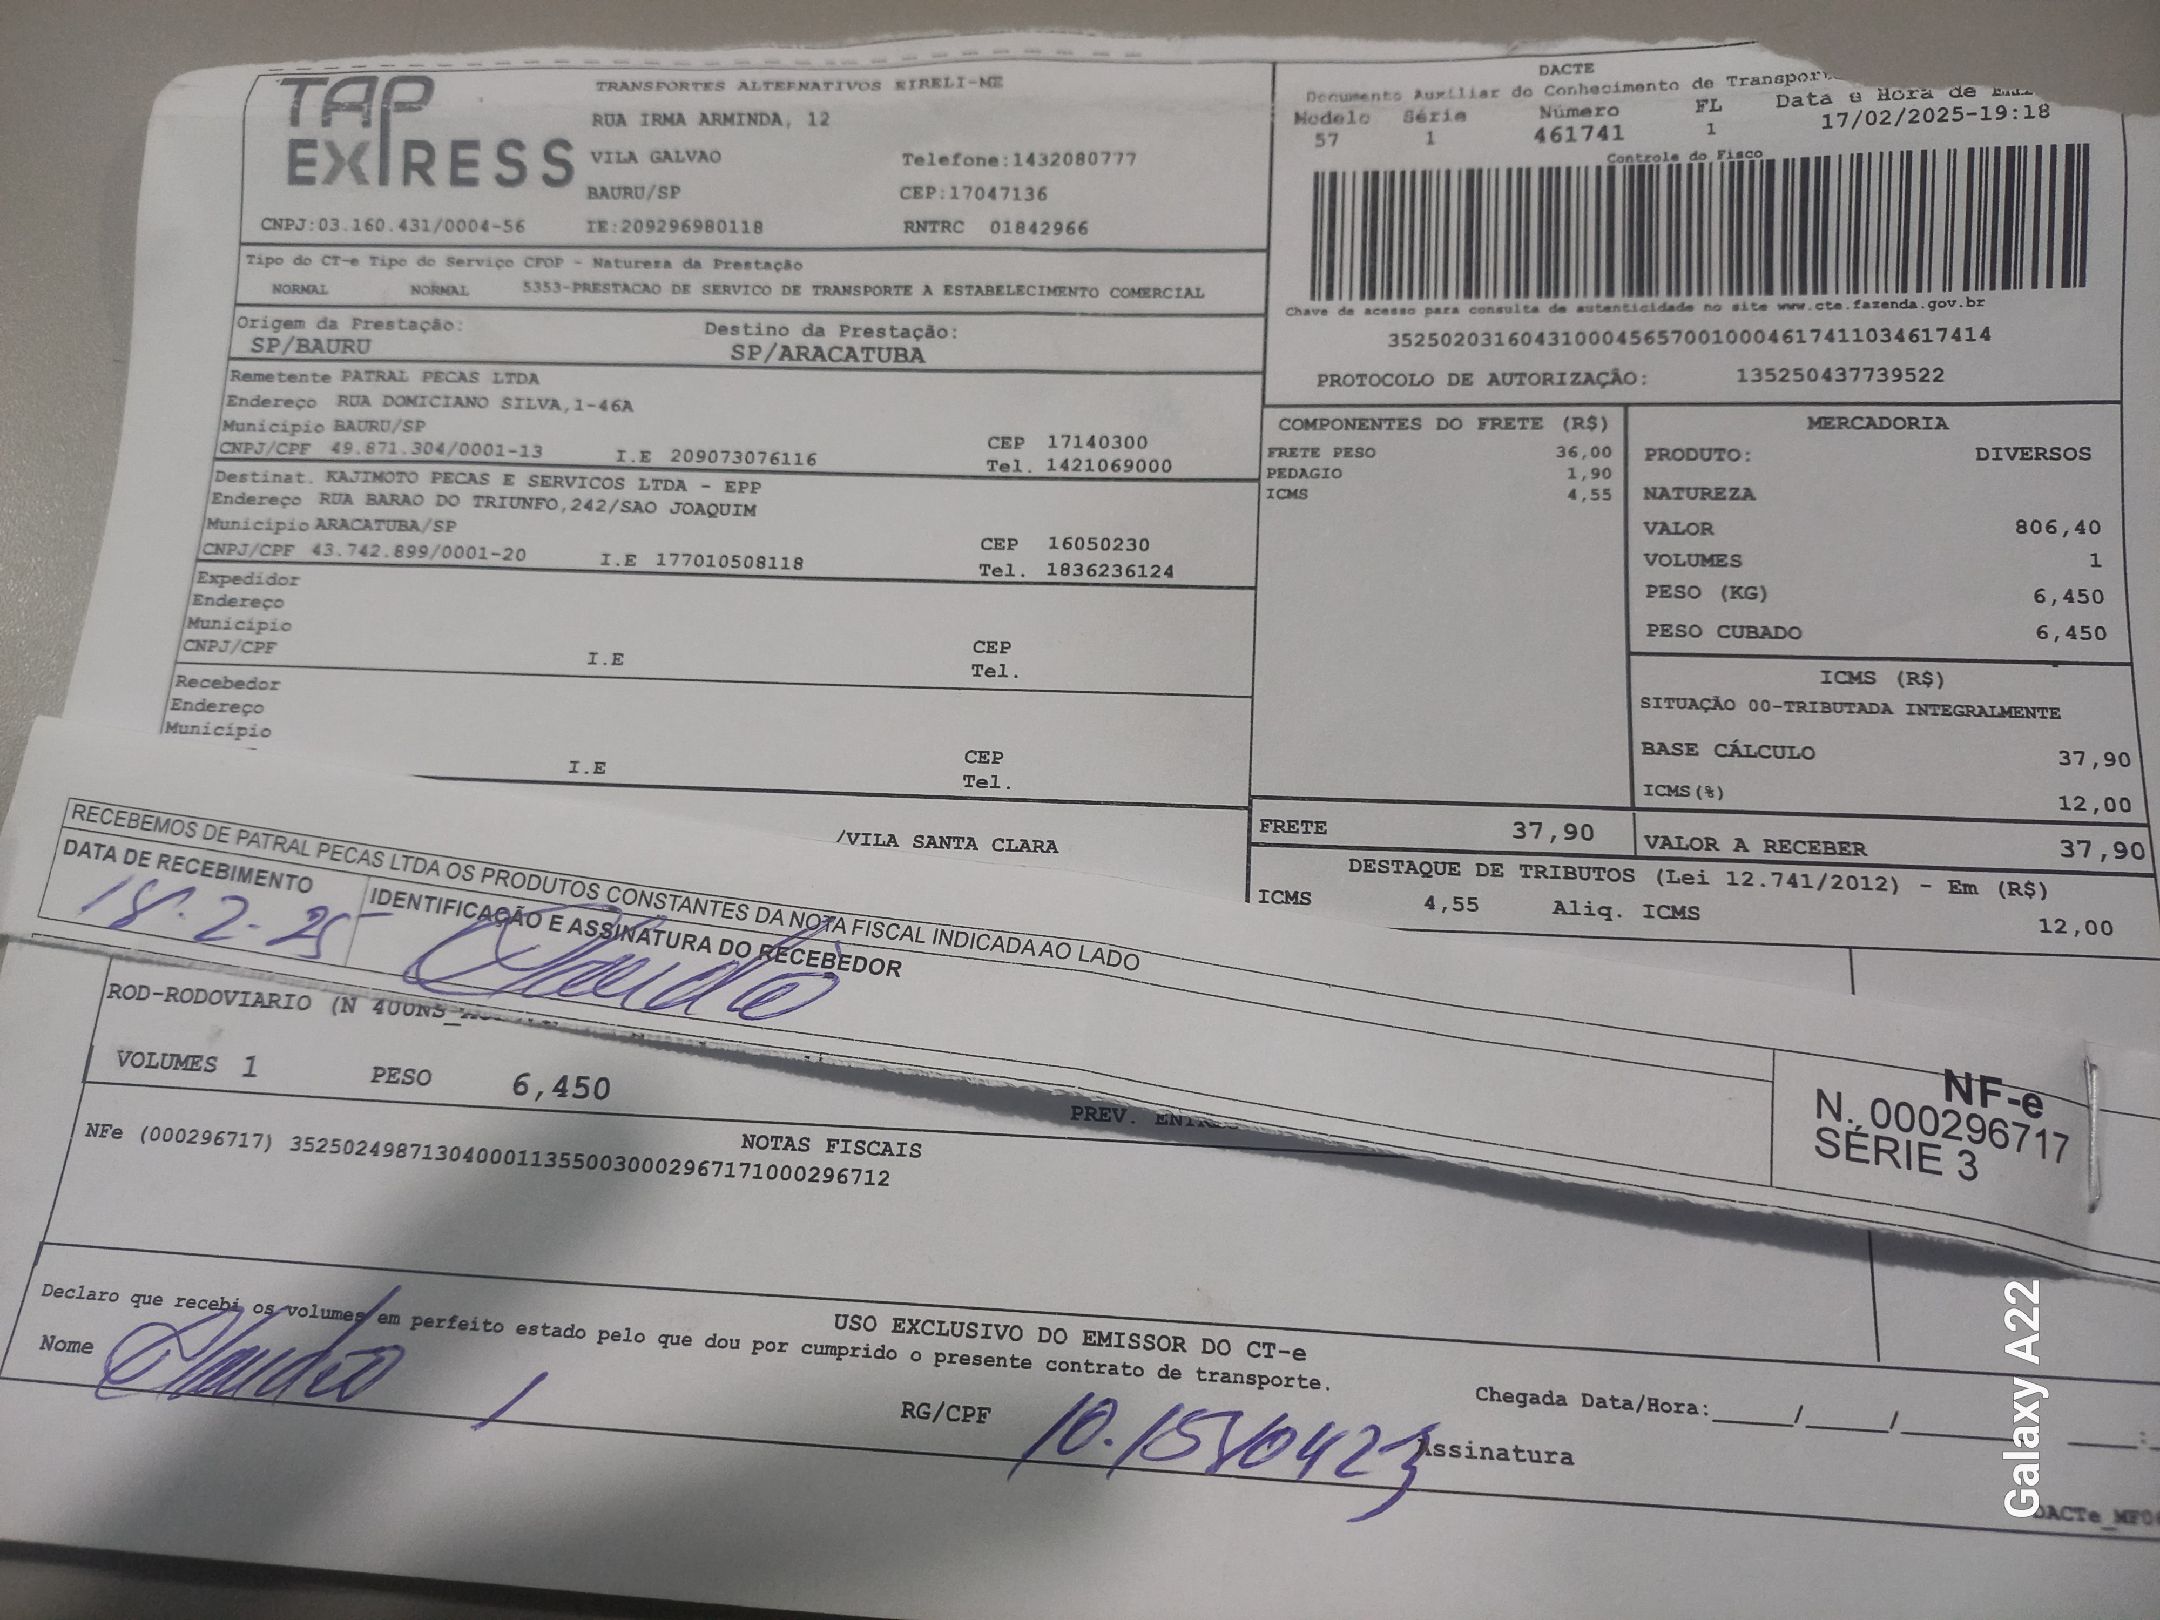 TAP EXPRESS
TRANSPORTES ALTERNATIVOS EIRELI-ME
RUA IRMA ARMINDA, 12
VILA GALVAO Telefone:1432080777
BAURU/SP CEP:17047136
CNPJ:03.160.431/0004-56 IE:209296980118 RNTRC 01842966
DACTE
Documento Auxiliar do Conhecimento de
Modelo Série Número FL Data e Hora de
57 1 461741 1 17/02/2025-19:18
Controle do Fisco
Chave de acesso para consulta de autenticidade no site www.cte.fazenda.gov.br
35250203160431000456570010004617411034617414
PROTOCOLO DE AUTORIZAÇÃO: 135250437739522
Tipo do CT-e Tipo do Serviço CFOP - Natureza da Prestação
NORMAL NORMAL 5353-PRESTACAO DE SERVICO DE TRANSPORTE A ESTABELECIMENTO COMERCIAL
Origem da Prestação: Destino da Prestação:
SP/BAURU SP/ARACATUBA
Remetente PATRAL PECAS LTDA
Endereço RUA DOMICIANO SILVA,1-46A
Município BAURU/SP CEP 17140300
CNPJ/CPF 49.871.304/0001-13 I.E 209073076116 Tel. 1421069000
Destinat. KAJIMOTO PECAS E SERVICOS LTDA - EPP
Endereço RUA BARAO DO TRIUNFO,242/SAO JOAQUIM
Município ARACATUBA/SP CEP 16050230
CNPJ/CPF 43.742.899/0001-20 I.E 177010508118 Tel. 1836236124
Expedidor
Endereço
Município CEP
CNPJ/CPF I.E Tel.
Recebedor
Endereço
Município CEP
I.E Tel.
/VILA SANTA CLARA
COMPONENTES DO FRETE (R$)
FRETE PESO 36,00
PEDAGIO 1,90
ICMS 4,55
MERCADORIA
PRODUTO: DIVERSOS
NATUREZA
VALOR 806,40
VOLUMES 1
PESO (KG) 6,450
PESO CUBADO 6,450
ICMS (R$)
SITUAÇÃO 00-TRIBUTADA INTEGRALMENTE
BASE CÁLCULO 37,90
ICMS(%) 12,00
FRETE 37,90 VALOR A RECEBER 37,90
DESTAQUE DE TRIBUTOS (Lei 12.741/2012) - Em (R$)
ICMS 4,55 Aliq. ICMS 12,00
RECEBEMOS DE PATRAL PECAS LTDA OS PRODUTOS CONSTANTES DA NOTA FISCAL INDICADA AO LADO
DATA DE RECEBIMENTO IDENTIFICAÇÃO E ASSINATURA DO RECEBEDOR
18-2-25 Claudio
NF-e
N. 000296717
SÉRIE 3
ROD-RODOVIARIO (N
VOLUMES 1 PESO 6,450 PREV.
NOTAS FISCAIS
NFe (000296717) 35250249871304000113550030002967171000296712
USO EXCLUSIVO DO EMISSOR DO CT-e
Declaro que recebi os volumes em perfeito estado pelo que dou por cumprido o presente contrato de transporte.
Nome Claudio RG/CPF Chegada Data/Hora:____/____/____ __:
Assinatura
Galaxy A22